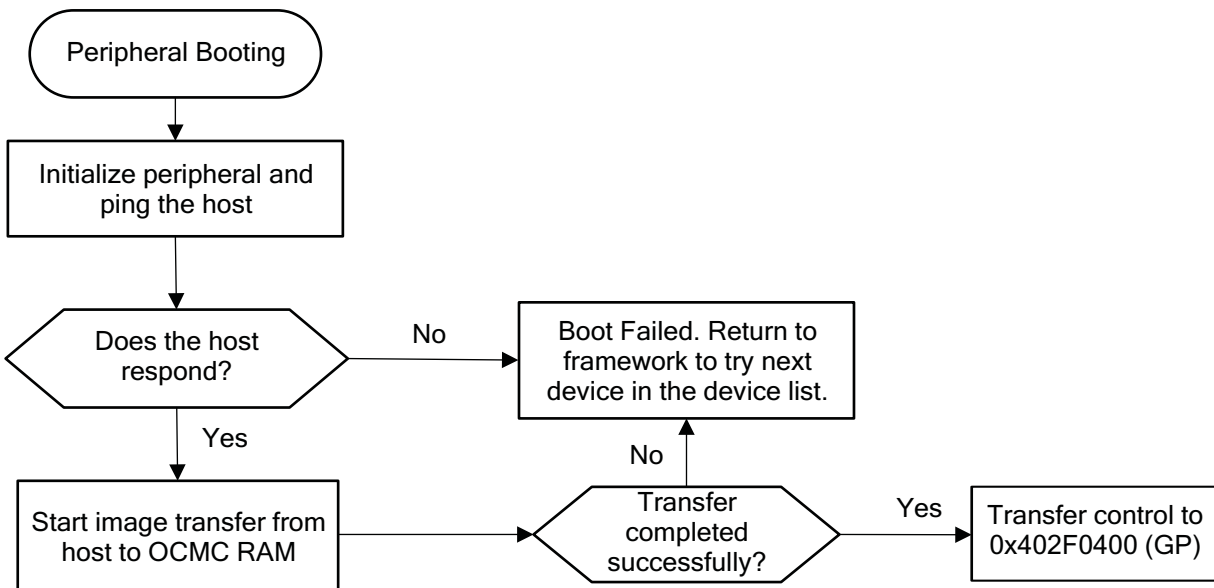 Peripheral Booting
Initialize peripheral and
ping the host
Does the host
respond?
No
Boot Failed. Return to
framework to try next
device in the device list.
Yes
No
Start image transfer from
host to OCMC RAM
Transfer
completed
successfully?
Yes
Transfer control to
0x402F0400 (GP)